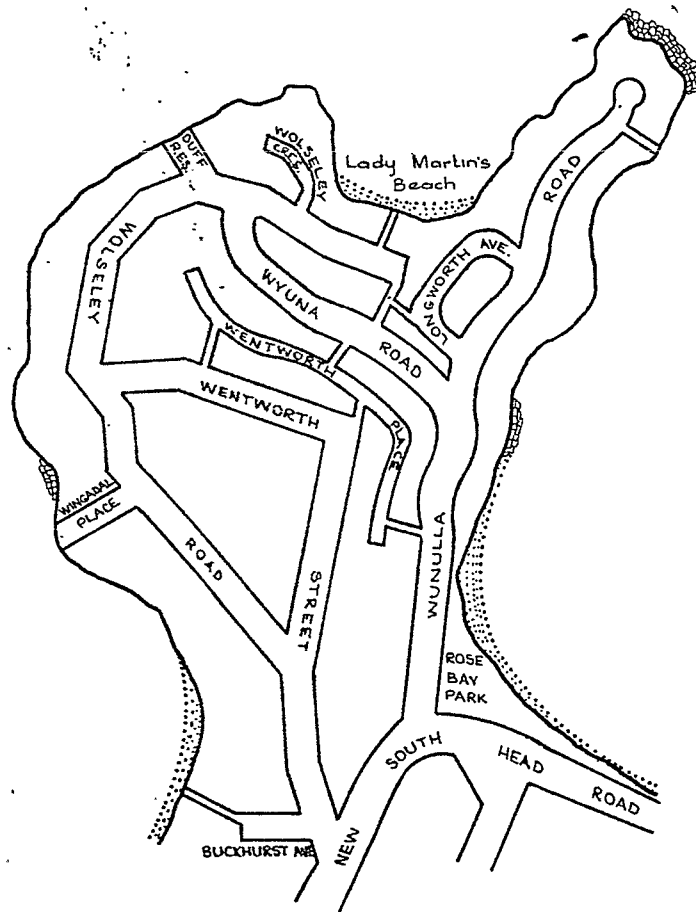 DUFF
RES.
WOLSELEY
CRES.
Lady Martin's
Beach
ROAD
LONGWORTH AVE.
WOLSELEY
WYUNA
ROAD
WENTWORTH
PLACE
WENTWORTH
WINGADAL
PLACE
ROAD
STREET
WUNULLA
ROSE
BAY
PARK
NEW
SOUTH
HEAD
ROAD
BUCKHURST AVE